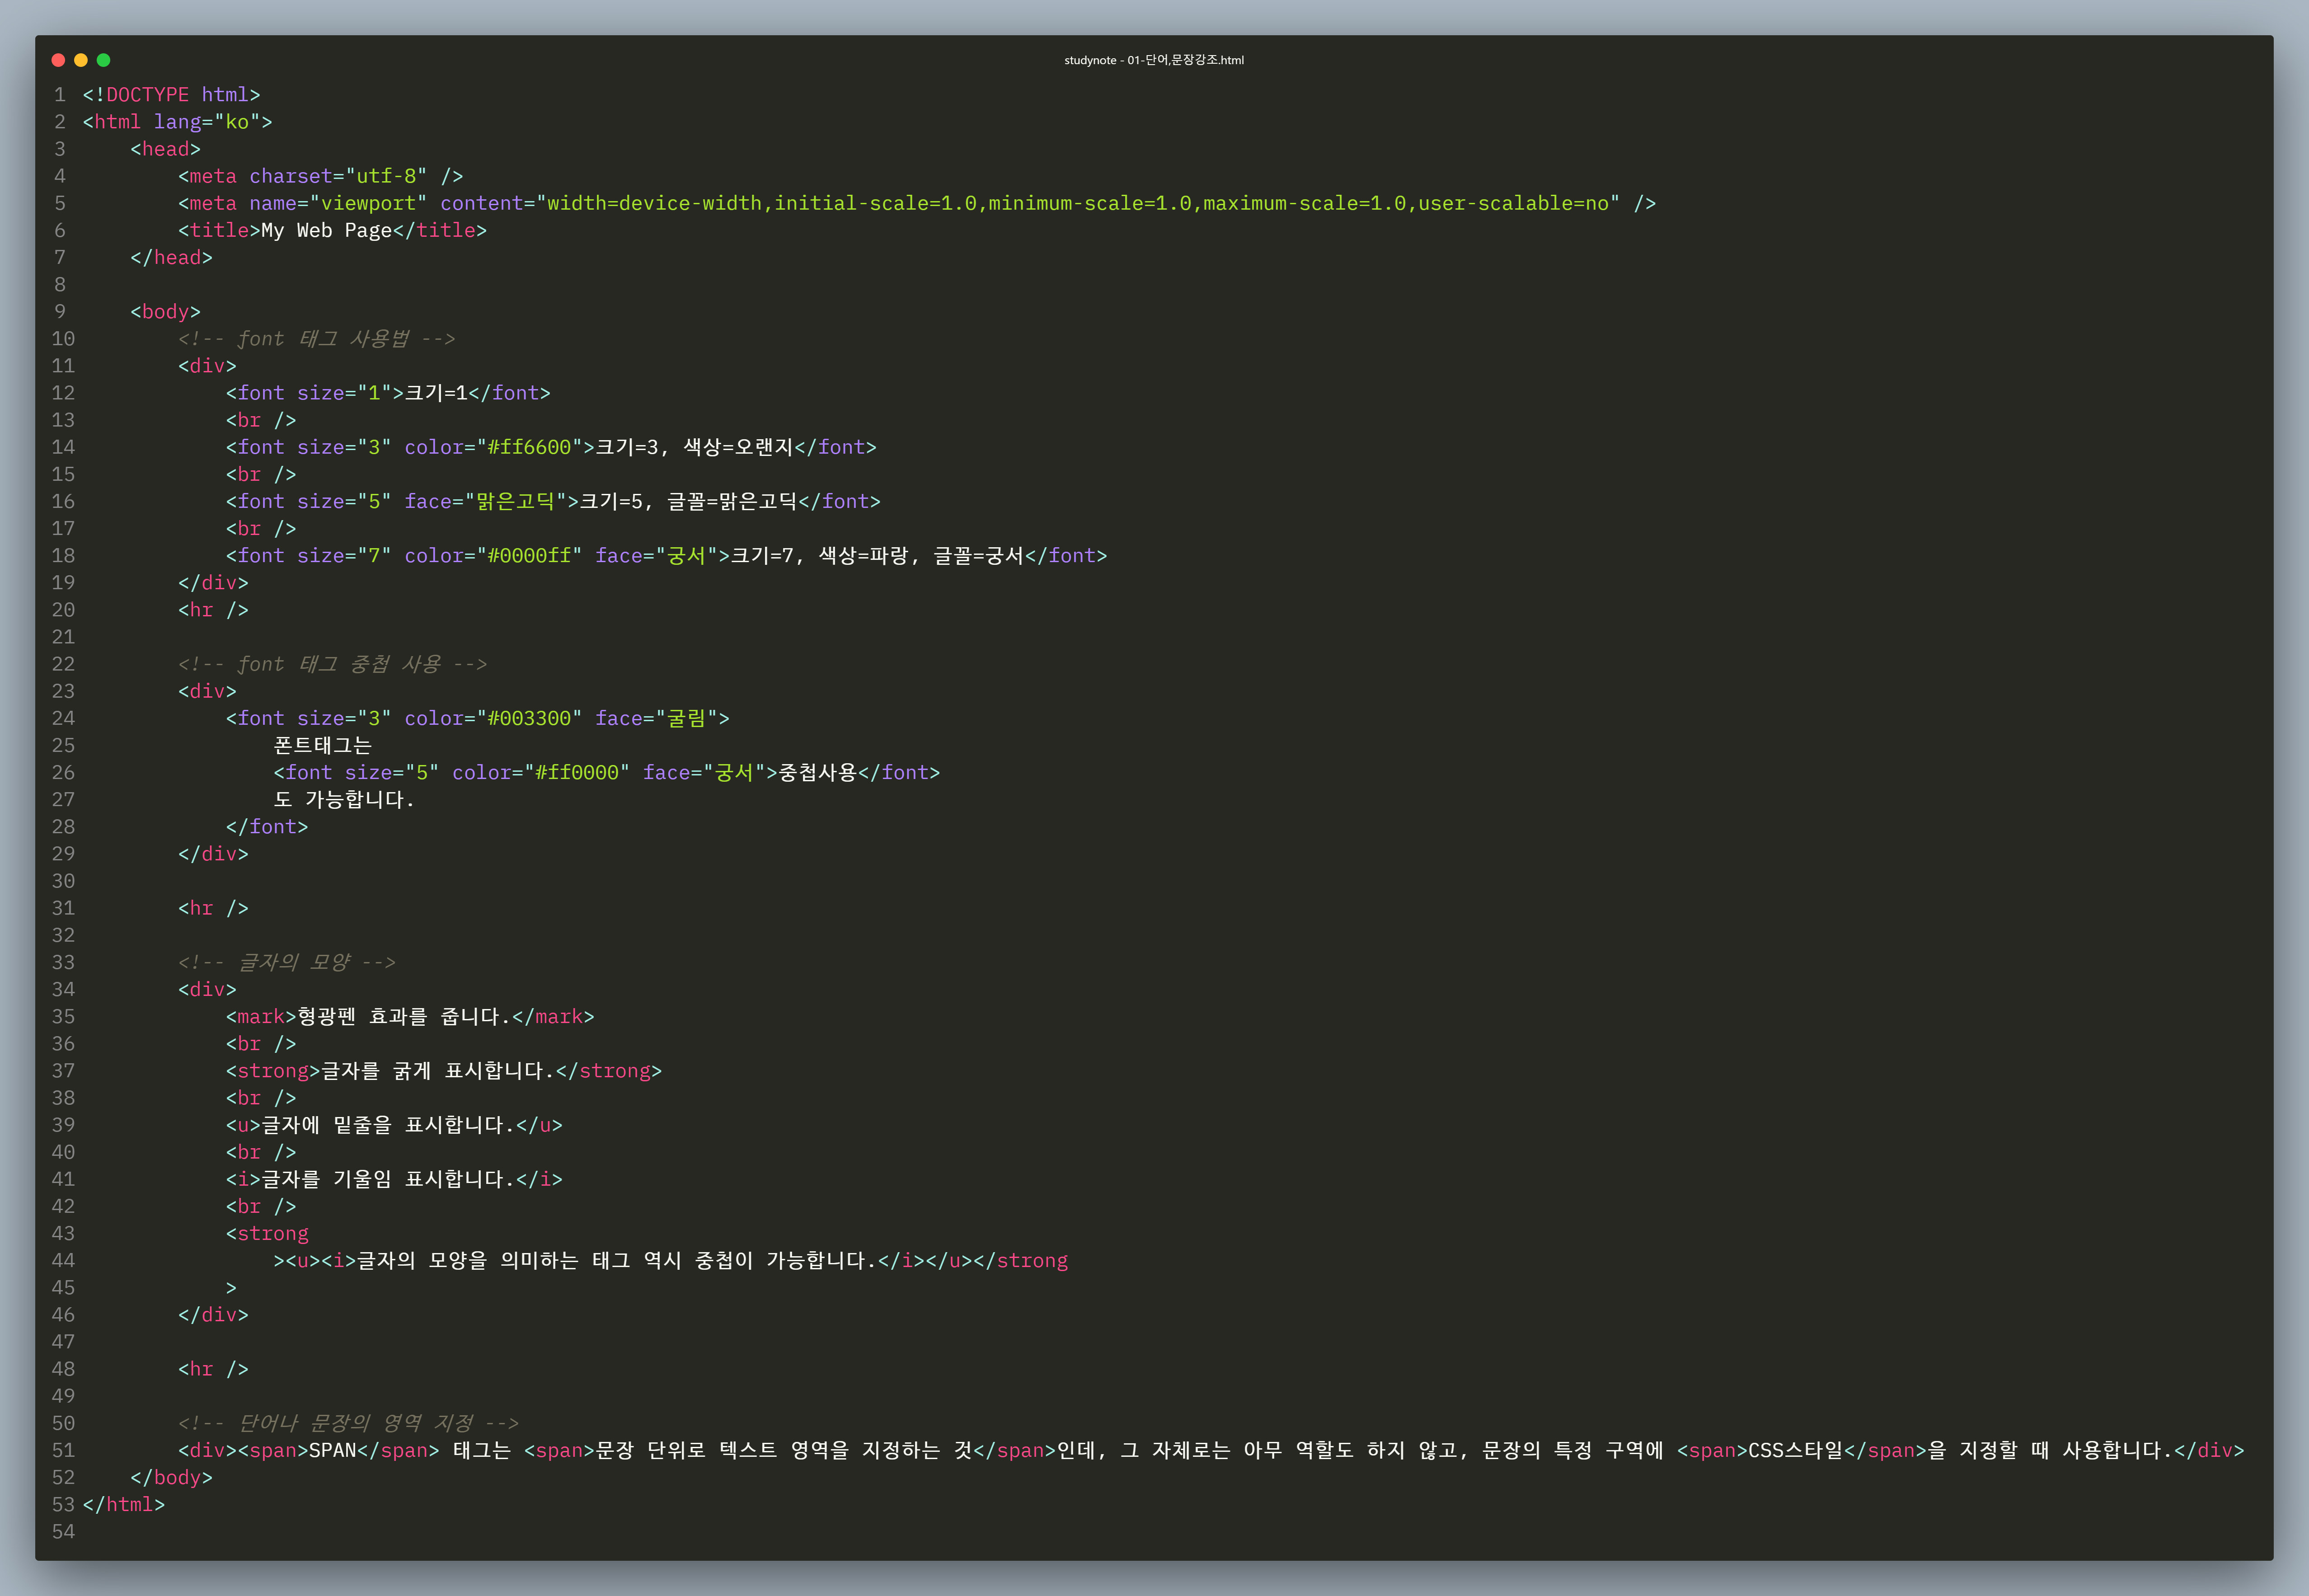 studynote - 01-단어,문장강조.html
1 <!DOCTYPE html>
2 <html lang="ko">
3     <head>
4         <meta charset="utf-8" />
5         <meta name="viewport" content="width=device-width,initial-scale=1.0,minimum-scale=1.0,maximum-scale=1.0,user-scalable=no" />
6         <title>My Web Page</title>
7     </head>
8
9     <body>
10         <!-- font 태그 사용법 -->
11         <div>
12             <font size="1">크기=1</font>
13             <br />
14             <font size="3" color="#ff6600">크기=3, 색상=오랜지</font>
15             <br />
16             <font size="5" face="맑은고딕">크기=5, 글꼴=맑은고딕</font>
17             <br />
18             <font size="7" color="#0000ff" face="궁서">크기=7, 색상=파랑, 글꼴=궁서</font>
19         </div>
20         <hr />
21
22         <!-- font 태그 중첩 사용 -->
23         <div>
24             <font size="3" color="#003300" face="굴림">
25                 폰트태그는
26                 <font size="5" color="#ff0000" face="궁서">중첩사용</font>
27                 도 가능합니다.
28             </font>
29         </div>
30
31         <hr />
32
33         <!-- 글자의 모양 -->
34         <div>
35             <mark>형광펜 효과를 줍니다.</mark>
36             <br />
37             <strong>글자를 굵게 표시합니다.</strong>
38             <br />
39             <u>글자에 밑줄을 표시합니다.</u>
40             <br />
41             <i>글자를 기울임 표시합니다.</i>
42             <br />
43             <strong
44                 ><u><i>글자의 모양을 의미하는 태그 역시 중첩이 가능합니다.</i></u></strong
45             >
46         </div>
47
48         <hr />
49
50         <!-- 단어나 문장의 영역 지정 -->
51         <div><span>SPAN</span> 태그는 <span>문장 단위로 텍스트 영역을 지정하는 것</span>인데, 그 자체로는 아무 역할도 하지 않고, 문장의 특정 구역에 <span>CSS스타일</span>을 지정할 때 사용합니다.</div>
52     </body>
53 </html>
54